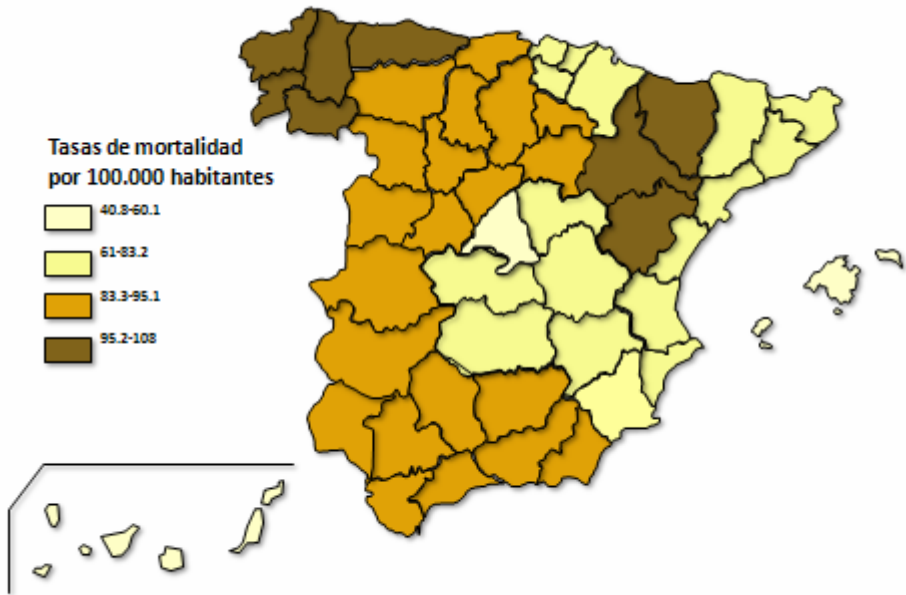 Tasas de mortalidad
por 100.000 habitantes
40.8-60.1
61-83.2
83.3-95.1
95.2-108